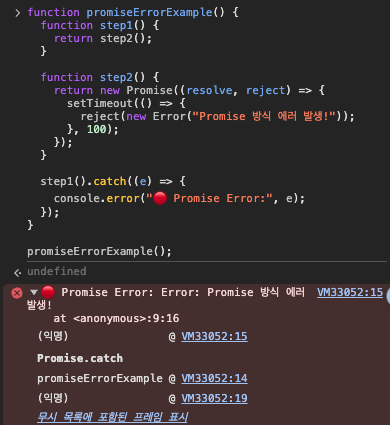 function promiseErrorExample() {
  function step1() {
    return step2();
  }

  function step2() {
    return new Promise((resolve, reject) => {
      setTimeout(() => {
        reject(new Error("Promise 방식 에러 발생!"));
      }, 100);
    });
  }

  step1().catch((e) => {
    console.error("🔴 Promise Error:", e);
  });
}

promiseErrorExample();
undefined
🔴 Promise Error: Error: Promise 방식 에러 VM33052:15
발생!
    at <anonymous>:9:16
(익명) @ VM33052:15
Promise.catch
promiseErrorExample @ VM33052:14
(익명) @ VM33052:19
무시 목록에 포함된 프레임 표시